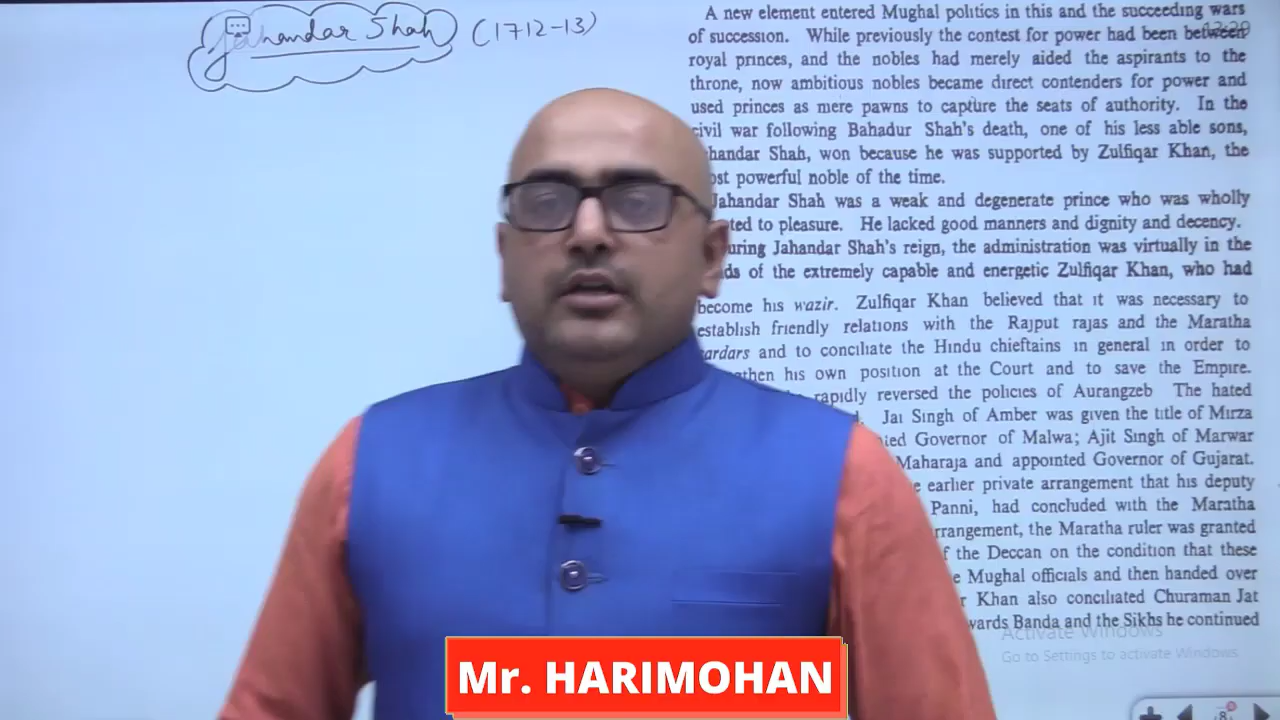 Jahandar Shah (1712-13)
A new element entered Mughal politics in this and the succeeding wars
of succession. While previously the contest for power had been between
royal princes, and the nobles had merely aided the aspirants to the
throne, now ambitious nobles became direct contenders for power and
used princes as mere pawns to capture the seats of authority. In the
civil war following Bahadur Shah's death, one of his less able sons,
handar Shah, won because he was supported by Zulfiqar Khan, the
st powerful noble of the time.
Jahandar Shah was a weak and degenerate prince who was wholly
ted to pleasure. He lacked good manners and dignity and decency.
uring Jahandar Shah's reign, the administration was virtually in the
ds of the extremely capable and energetic Zulfiqar Khan, who had
become his wazir. Zulfiqar Khan believed that it was necessary to
establish friendly relations with the Rajput rajas and the Maratha
sardars and to conciliate the Hindu chieftains in general in order to
then his own position at the Court and to save the Empire.
rapidly reversed the policies of Aurangzeb The hated
Jai Singh of Amber was given the title of Mirza
ted Governor of Malwa; Ajit Singh of Marwar
Maharaja and appointed Governor of Gujarat.
e earlier private arrangement that his deputy
Panni, had concluded with the Maratha
rrangement, the Maratha ruler was granted
f the Deccan on the condition that these
e Mughal officials and then handed over
r Khan also conciliated Churaman Jat
wards Banda and the Sikhs he continued
Activate Windows
Go to Settings to activate Windows.
8
Mr. HARIMOHAN